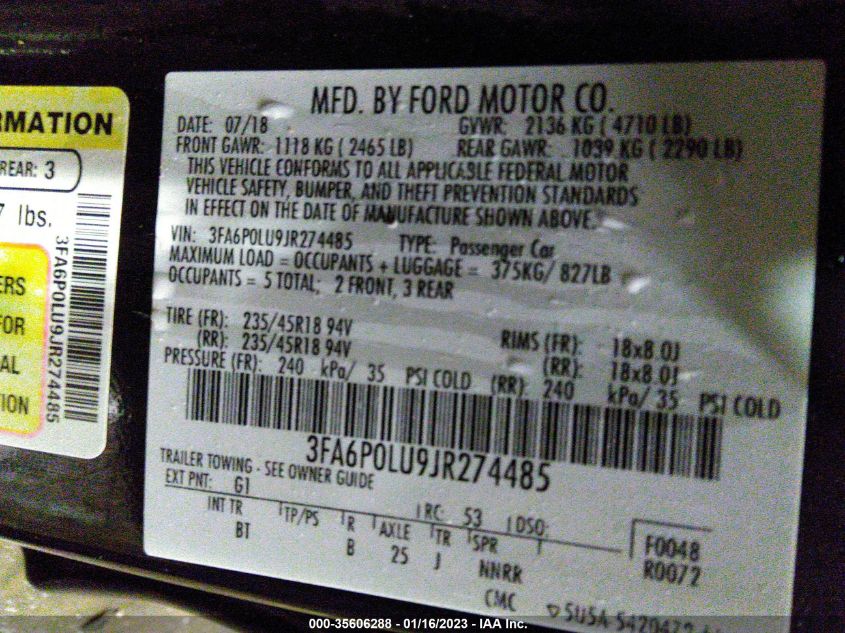 RMATION
REAR: 3
7 lbs.
3FA6P0LU9JR274485
ERS
FOR
AL
TION
MFD. BY FORD MOTOR CO.
DATE: 07/18 GVWR: 2136 KG ( 4710 LB)
FRONT GAWR: 1118 KG ( 2465 LB) REAR GAWR: 1039 KG ( 2290 LB)
THIS VEHICLE CONFORMS TO ALL APPLICABLE FEDERAL MOTOR
VEHICLE SAFETY, BUMPER, AND THEFT PREVENTION STANDARDS
IN EFFECT ON THE DATE OF MANUFACTURE SHOWN ABOVE.
VIN: 3FA6P0LU9JR274485 TYPE: Passenger Car
MAXIMUM LOAD = OCCUPANTS + LUGGAGE = 375KG/ 827LB
OCCUPANTS = 5 TOTAL; 2 FRONT, 3 REAR
TIRE (FR): 235/45R18 94V RIMS (FR): 18x8.0J
(RR): 235/45R18 94V (RR): 18x8.0J
PRESSURE (FR): 240 kPa/ 35 PSI COLD (RR): 240 kPa/ 35 PSI COLD
3FA6P0LU9JR274485
TRAILER TOWING - SEE OWNER GUIDE
EXT PNT: G1 RC: 53 DSO:
INT TR TP/PS R AXLE TR SPR
BT B 25 J NNRR
F0048
R0072
CMC
000-35606288 - 01/16/2023 - IAA Inc.